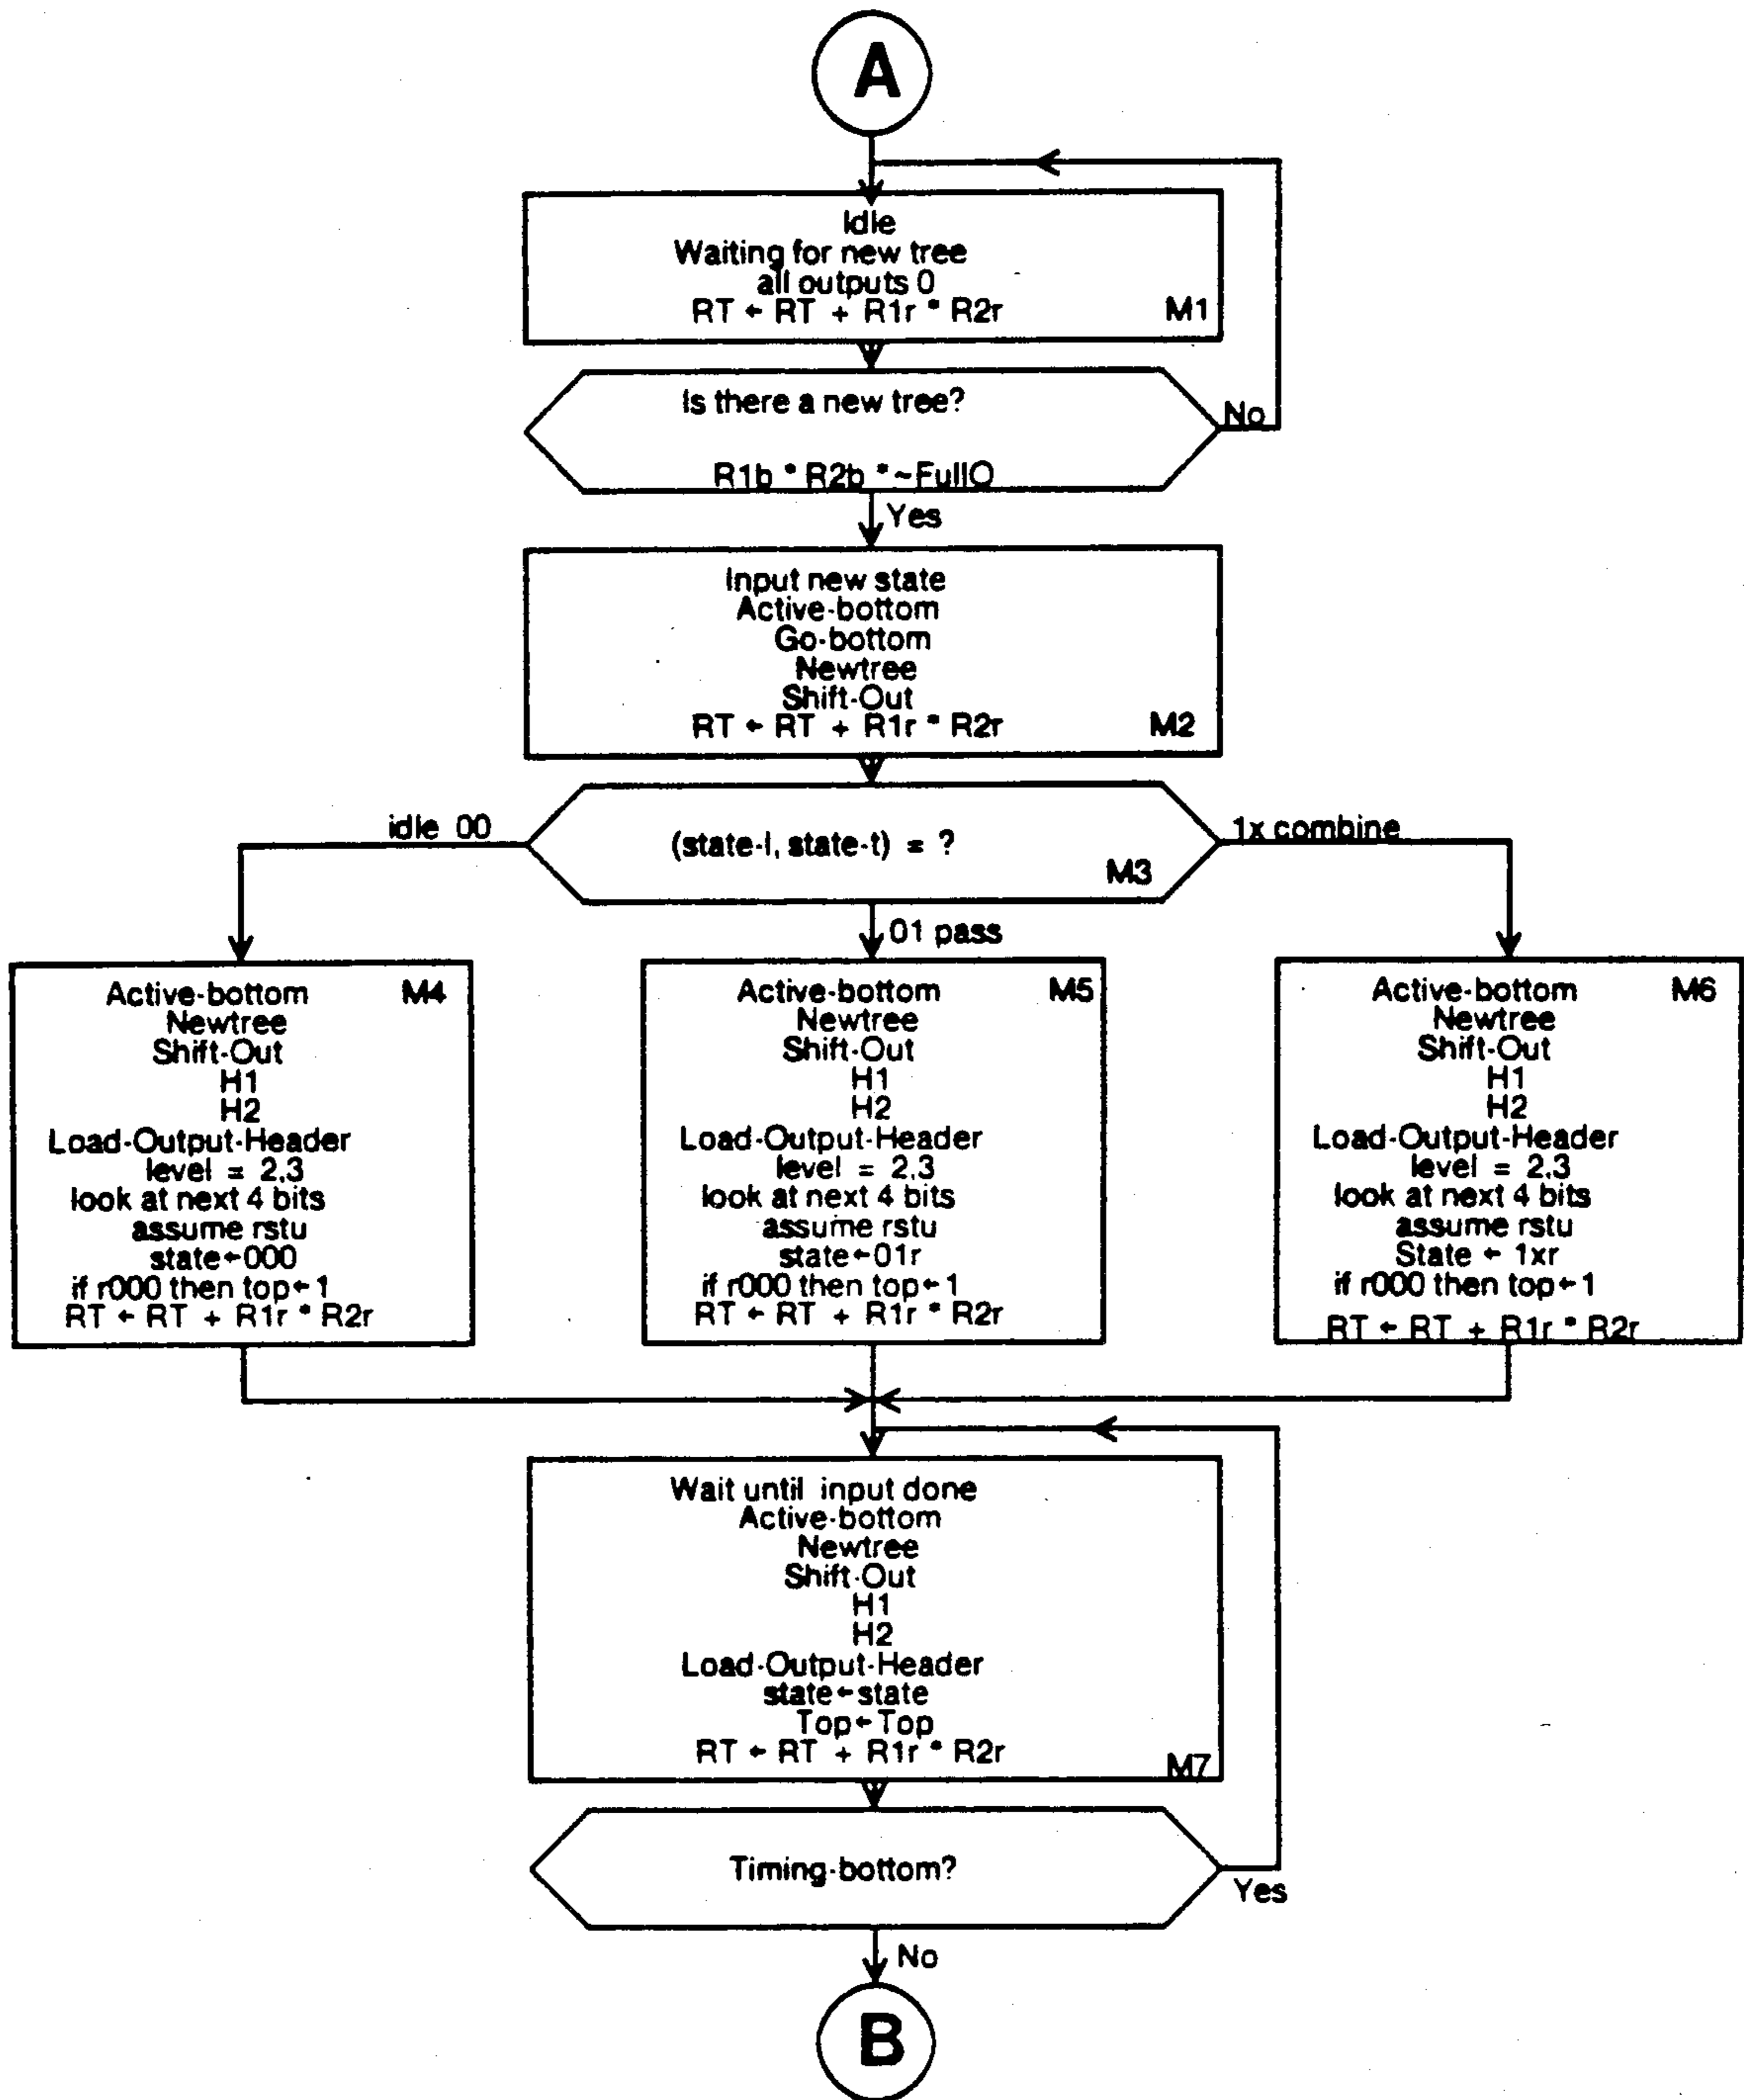 A
Idle
Waiting for new tree
all outputs 0
RT ← RT + R1r * R2r
M1
Is there a new tree?
No
R1b * R2b * ~FullO
Yes
Input new state
Active-bottom
Go-bottom
Newtree
Shift-Out
RT ← RT + R1r * R2r
M2
idle 00
(state-l, state-t) = ?
1x combine
M3
01 pass
Active-bottom M4
Newtree
Shift-Out
H1
H2
Load-Output-Header
level = 2,3
look at next 4 bits
assume rstu
state←000
if r000 then top←1
RT ← RT + R1r * R2r
Active-bottom M5
Newtree
Shift-Out
H1
H2
Load-Output-Header
level = 2,3
look at next 4 bits
assume rstu
state←01r
if r000 then top←1
RT ← RT + R1r * R2r
Active-bottom M6
Newtree
Shift-Out
H1
H2
Load-Output-Header
level = 2,3
look at next 4 bits
assume rstu
State ← 1xr
if r000 then top←1
RT ← RT + R1r * R2r
Wait until input done
Active-bottom
Newtree
Shift-Out
H1
H2
Load-Output-Header
state←state
Top←Top
RT ← RT + R1r * R2r
M7
Timing-bottom?
Yes
No
B